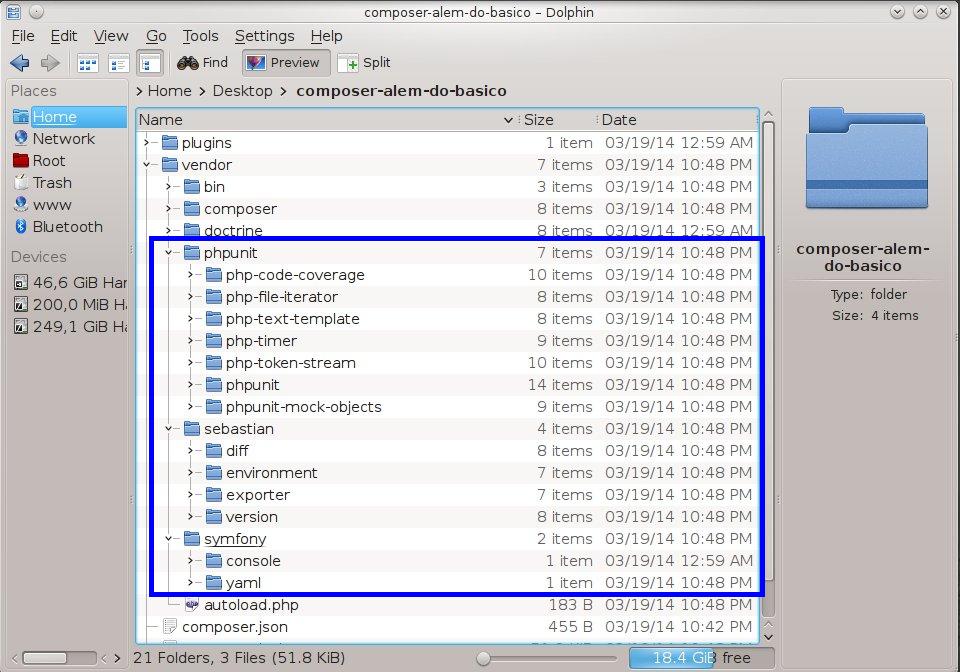 composer-alem-do-basico – Dolphin
File Edit View Go Tools Settings Help
Find Preview Split
Places
Home
Network
Root
Trash
www
Bluetooth
Devices
46,6 GiB Har
200,0 MiB Ha
249,1 GiB Ha
> Home > Desktop > composer-alem-do-basico
Name Size Date
plugins 1 item 03/19/14 12:59 AM
vendor 7 items 03/19/14 10:48 PM
bin 3 items 03/19/14 10:48 PM
composer 8 items 03/19/14 10:48 PM
doctrine 8 items 03/19/14 12:59 AM
phpunit 7 items 03/19/14 10:48 PM
php-code-coverage 10 items 03/19/14 10:48 PM
php-file-iterator 8 items 03/19/14 10:48 PM
php-text-template 8 items 03/19/14 10:48 PM
php-timer 9 items 03/19/14 10:48 PM
php-token-stream 10 items 03/19/14 10:48 PM
phpunit 14 items 03/19/14 10:48 PM
phpunit-mock-objects 9 items 03/19/14 10:48 PM
sebastian 4 items 03/19/14 10:48 PM
diff 8 items 03/19/14 10:48 PM
environment 7 items 03/19/14 10:48 PM
exporter 7 items 03/19/14 10:48 PM
version 8 items 03/19/14 10:48 PM
symfony 2 items 03/19/14 10:48 PM
console 1 item 03/19/14 12:59 AM
yaml 1 item 03/19/14 10:48 PM
autoload.php 183 B 03/19/14 10:48 PM
composer.json 455 B 03/19/14 10:42 PM
21 Folders, 3 Files (51.8 KiB)
18.4 GiB free
composer-alem-
do-basico
Type: folder
Size: 4 items